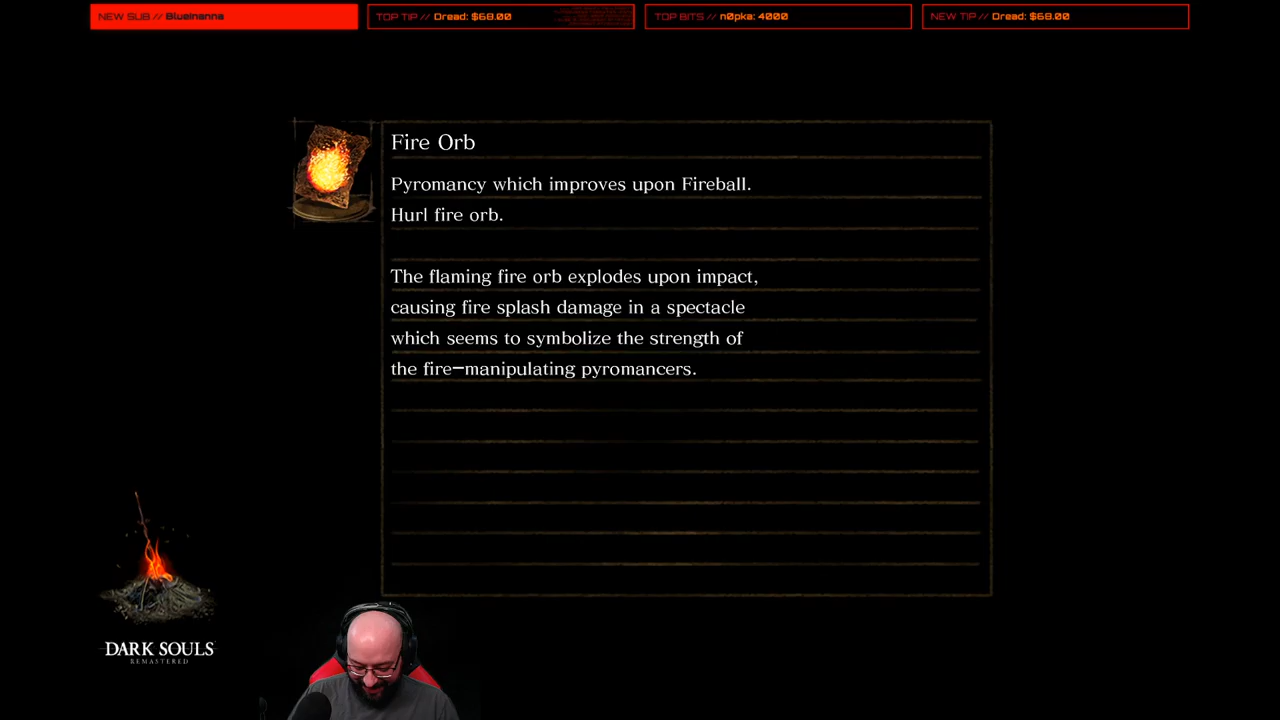 NEW SUB // Blueinanna
TOP TIP // Dread: $68.00
TOP BITS // n0pka: 4000
NEW TIP // Dread: $68.00
Fire Orb
Pyromancy which improves upon Fireball.
Hurl fire orb.
The flaming fire orb explodes upon impact,
causing fire splash damage in a spectacle
which seems to symbolize the strength of
the fire—manipulating pyromancers.
DARK SOULS
REMASTERED